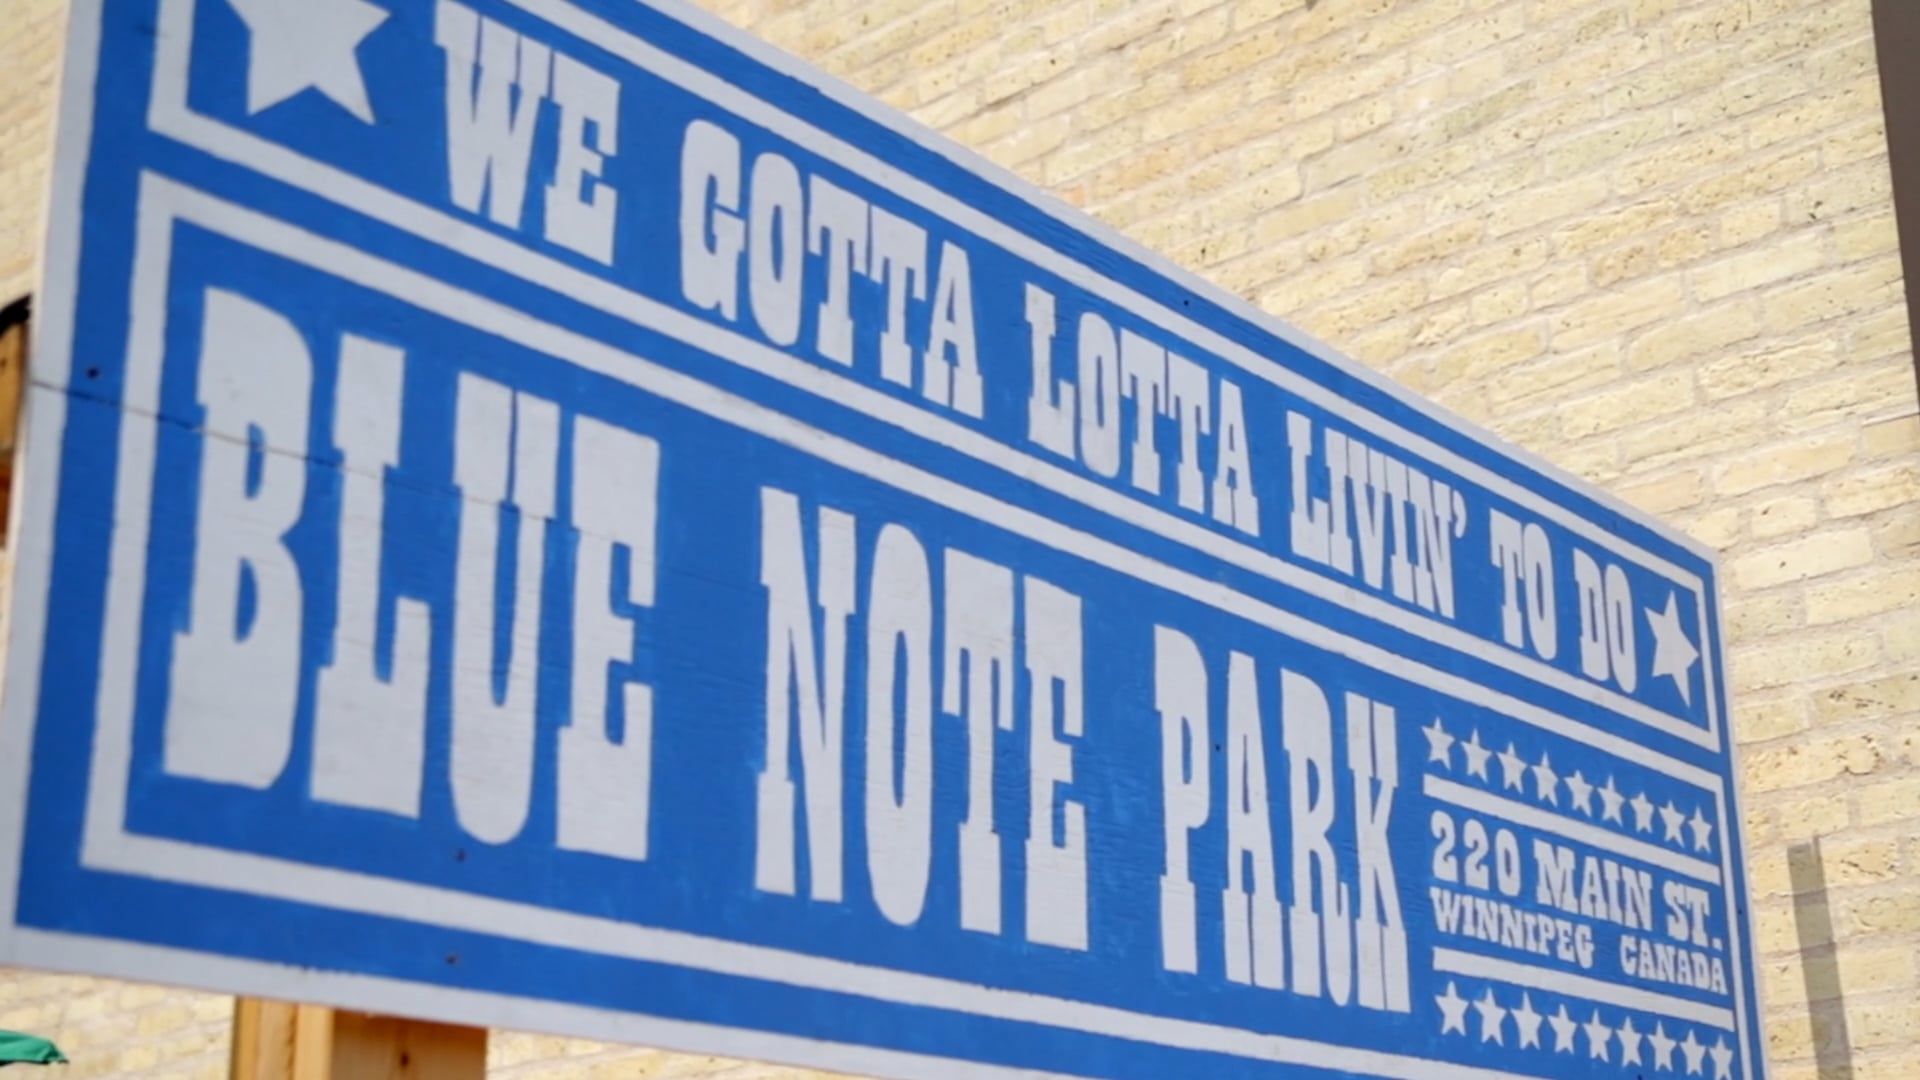 WE GOTTA LOTTA LIVIN' TO DO
BLUE NOTE PARK
220 MAIN ST.
WINNIPEG CANADA